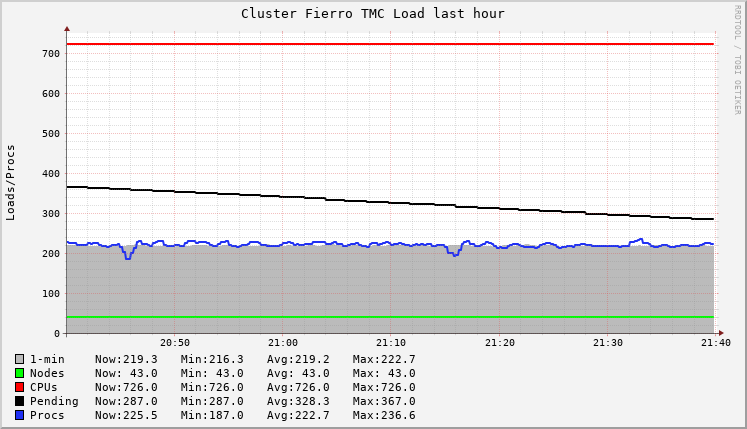 Cluster Fierro TMC Load last hour
RRDTOOL / TOBI OETIKER
Loads/Procs
700
600
500
400
300
200
100
0
20:50 21:00 21:10 21:20 21:30 21:40
1-min Now:219.3 Min:216.3 Avg:219.2 Max:222.7
Nodes Now: 43.0 Min: 43.0 Avg: 43.0 Max: 43.0
CPUs Now:726.0 Min:726.0 Avg:726.0 Max:726.0
Pending Now:287.0 Min:287.0 Avg:328.3 Max:367.0
Procs Now:225.5 Min:187.0 Avg:222.7 Max:236.6